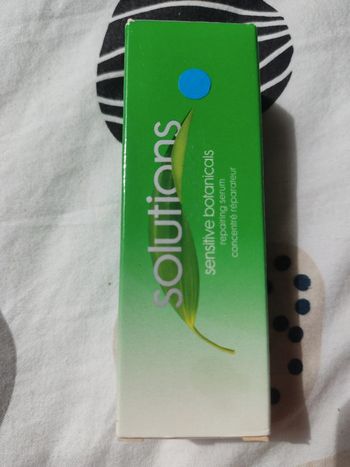 solutions
sensitive botanicals
repairing serum
concentré réparateur